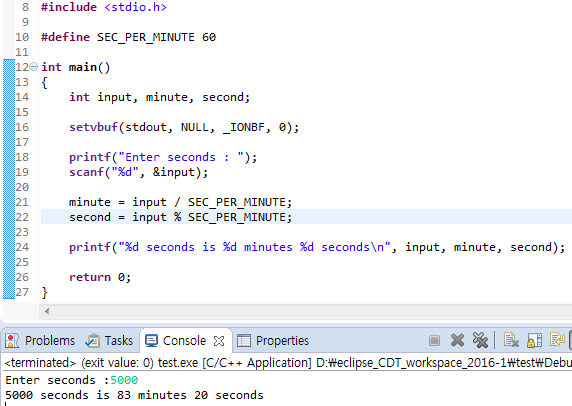 8 #include <stdio.h>
9
10 #define SEC_PER_MINUTE 60
11
12 int main()
13 {
14     int input, minute, second;
15
16     setvbuf(stdout, NULL, _IONBF, 0);
17
18     printf("Enter seconds : ");
19     scanf("%d", &input);
20
21     minute = input / SEC_PER_MINUTE;
22     second = input % SEC_PER_MINUTE;
23
24     printf("%d seconds is %d minutes %d seconds\n", input, minute, second);
25
26     return 0;
27 }
Problems Tasks Console Properties
<terminated> (exit value: 0) test.exe [C/C++ Application] D:₩eclipse_CDT_workspace_2016-1₩test₩Debu
Enter seconds :5000
5000 seconds is 83 minutes 20 seconds